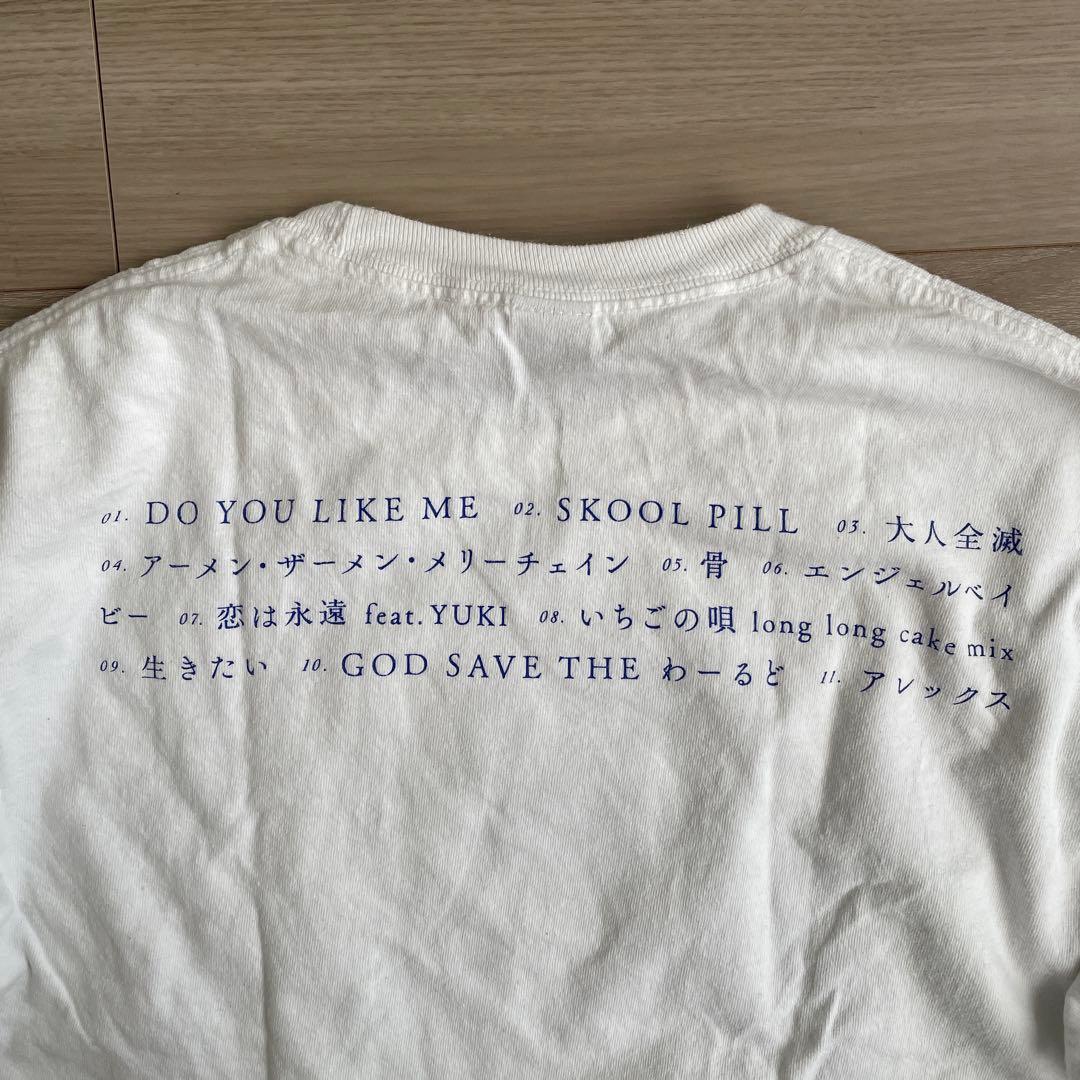 01. DO YOU LIKE ME 02. SKOOL PILL 03. 大人全滅
04. アーメン・ザーメン・メリーチェイン 05. 骨 06. エンジェルベイ
ビー 07. 恋は永遠 feat. YUKI 08. いちごの唄 long long cake mix
09. 生きたい 10. GOD SAVE THE わーるど 11. アレックス